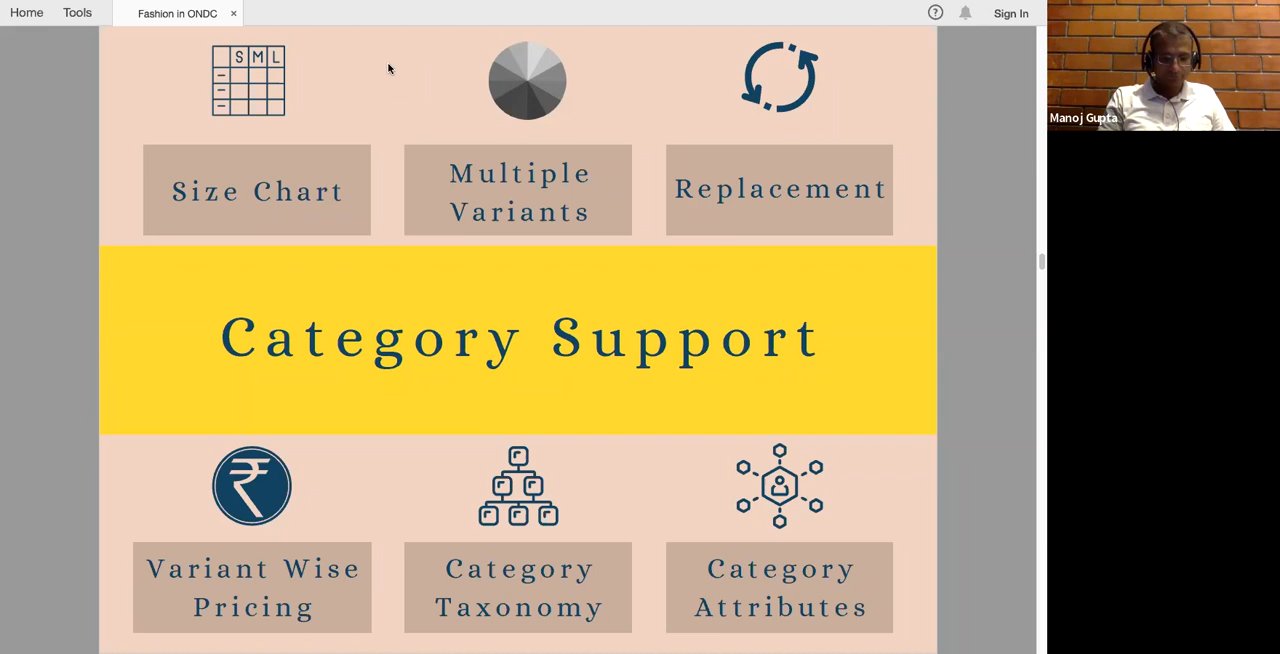 Home Tools Fashion in ONDC × ? Sign In
S M L
Size Chart
Multiple
Variants
Replacement
Manoj Gupta
Category Support
₹
Variant Wise
Pricing
Category
Taxonomy
Category
Attributes